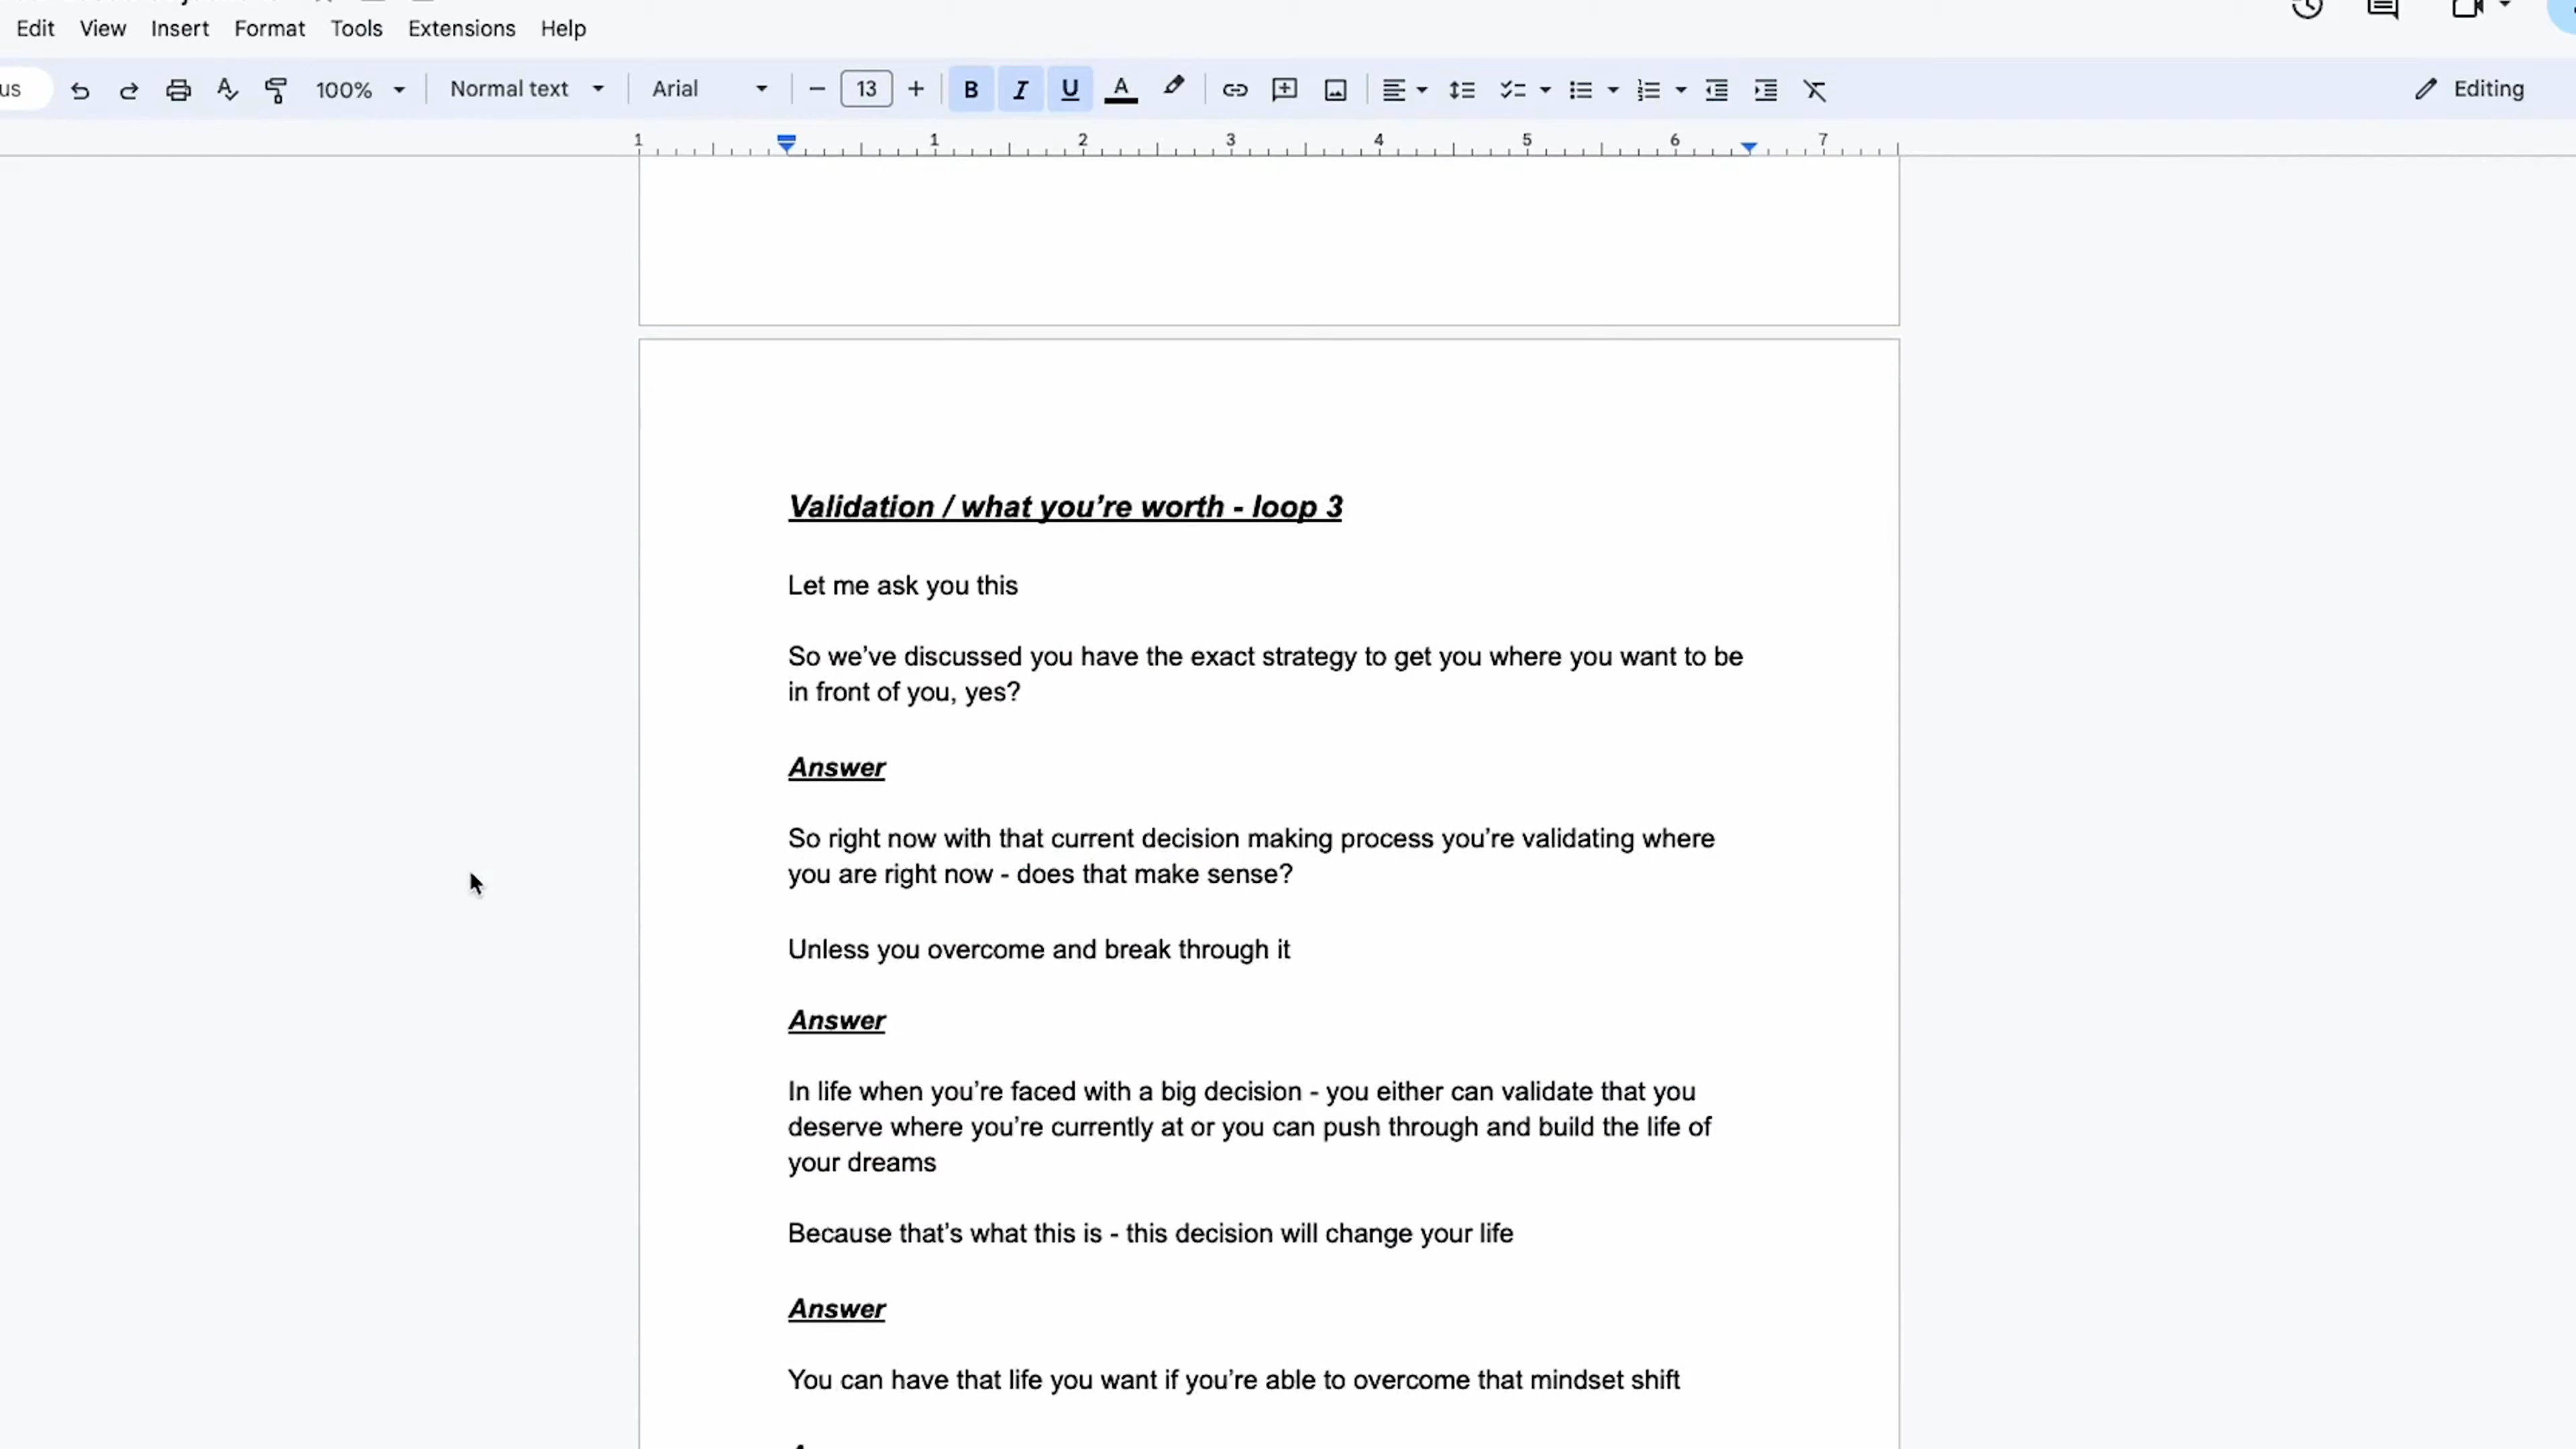 Edit View Insert Format Tools Extensions Help
us 100% Normal text Arial 13 B I U A Editing
1 1 2 3 4 5 6 7
Validation / what you’re worth - loop 3
Let me ask you this
So we’ve discussed you have the exact strategy to get you where you want to be
in front of you, yes?
Answer
So right now with that current decision making process you’re validating where
you are right now - does that make sense?
Unless you overcome and break through it
Answer
In life when you’re faced with a big decision - you either can validate that you
deserve where you’re currently at or you can push through and build the life of
your dreams
Because that’s what this is - this decision will change your life
Answer
You can have that life you want if you’re able to overcome that mindset shift